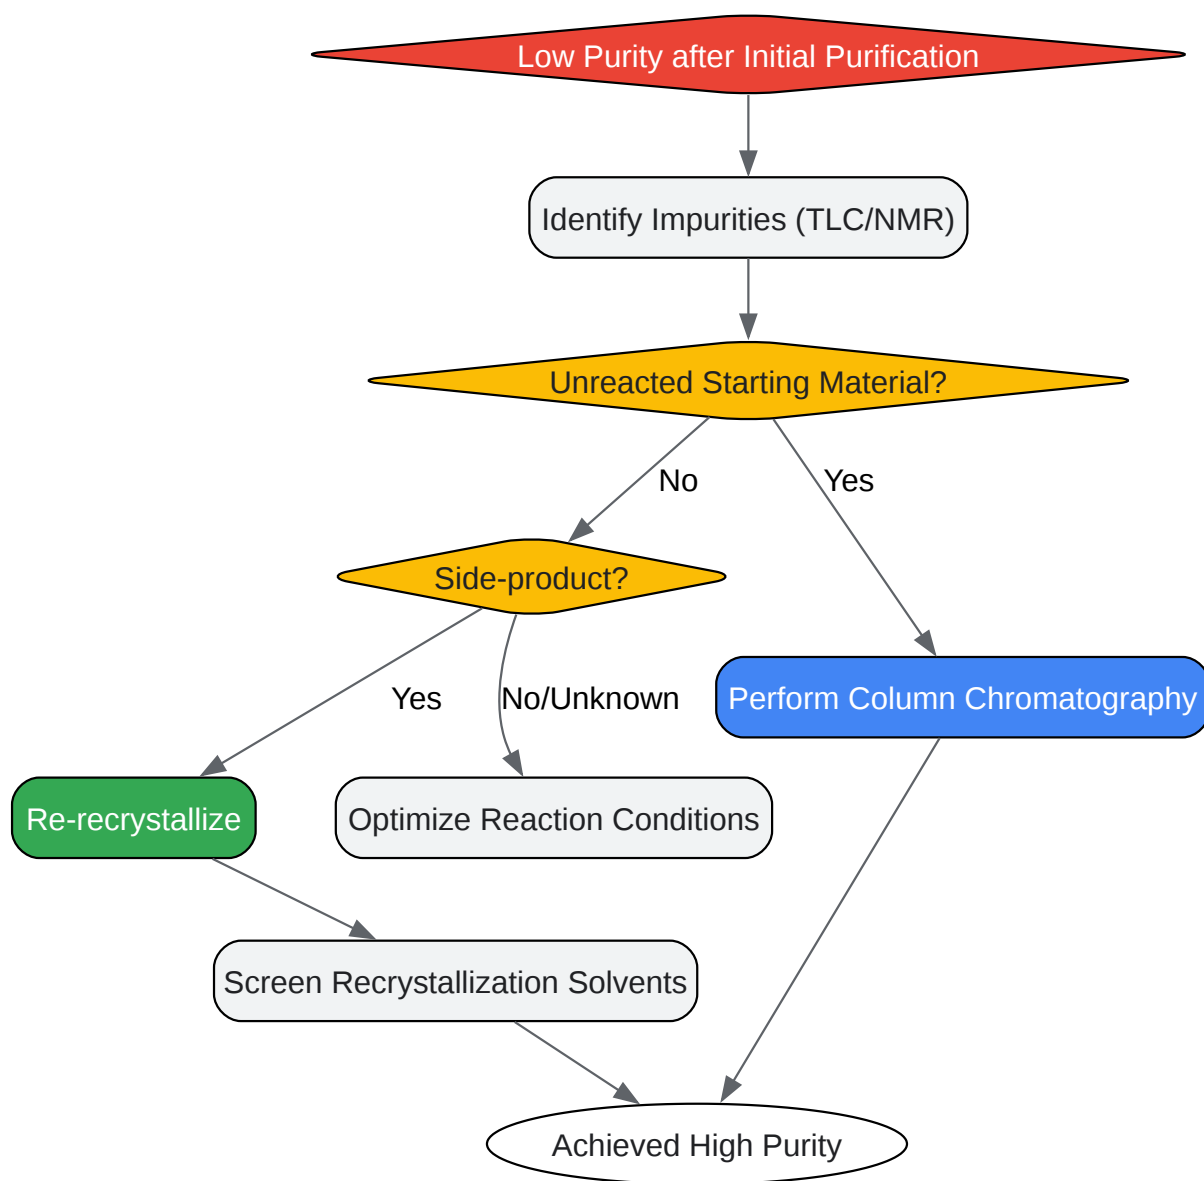 Low Purity after Initial Purification
Identify Impurities (TLC/NMR)
Unreacted Starting Material?
No
Yes
Side-product?
Yes
No/Unknown
Perform Column Chromatography
Re-recrystallize
Optimize Reaction Conditions
Screen Recrystallization Solvents
Achieved High Purity